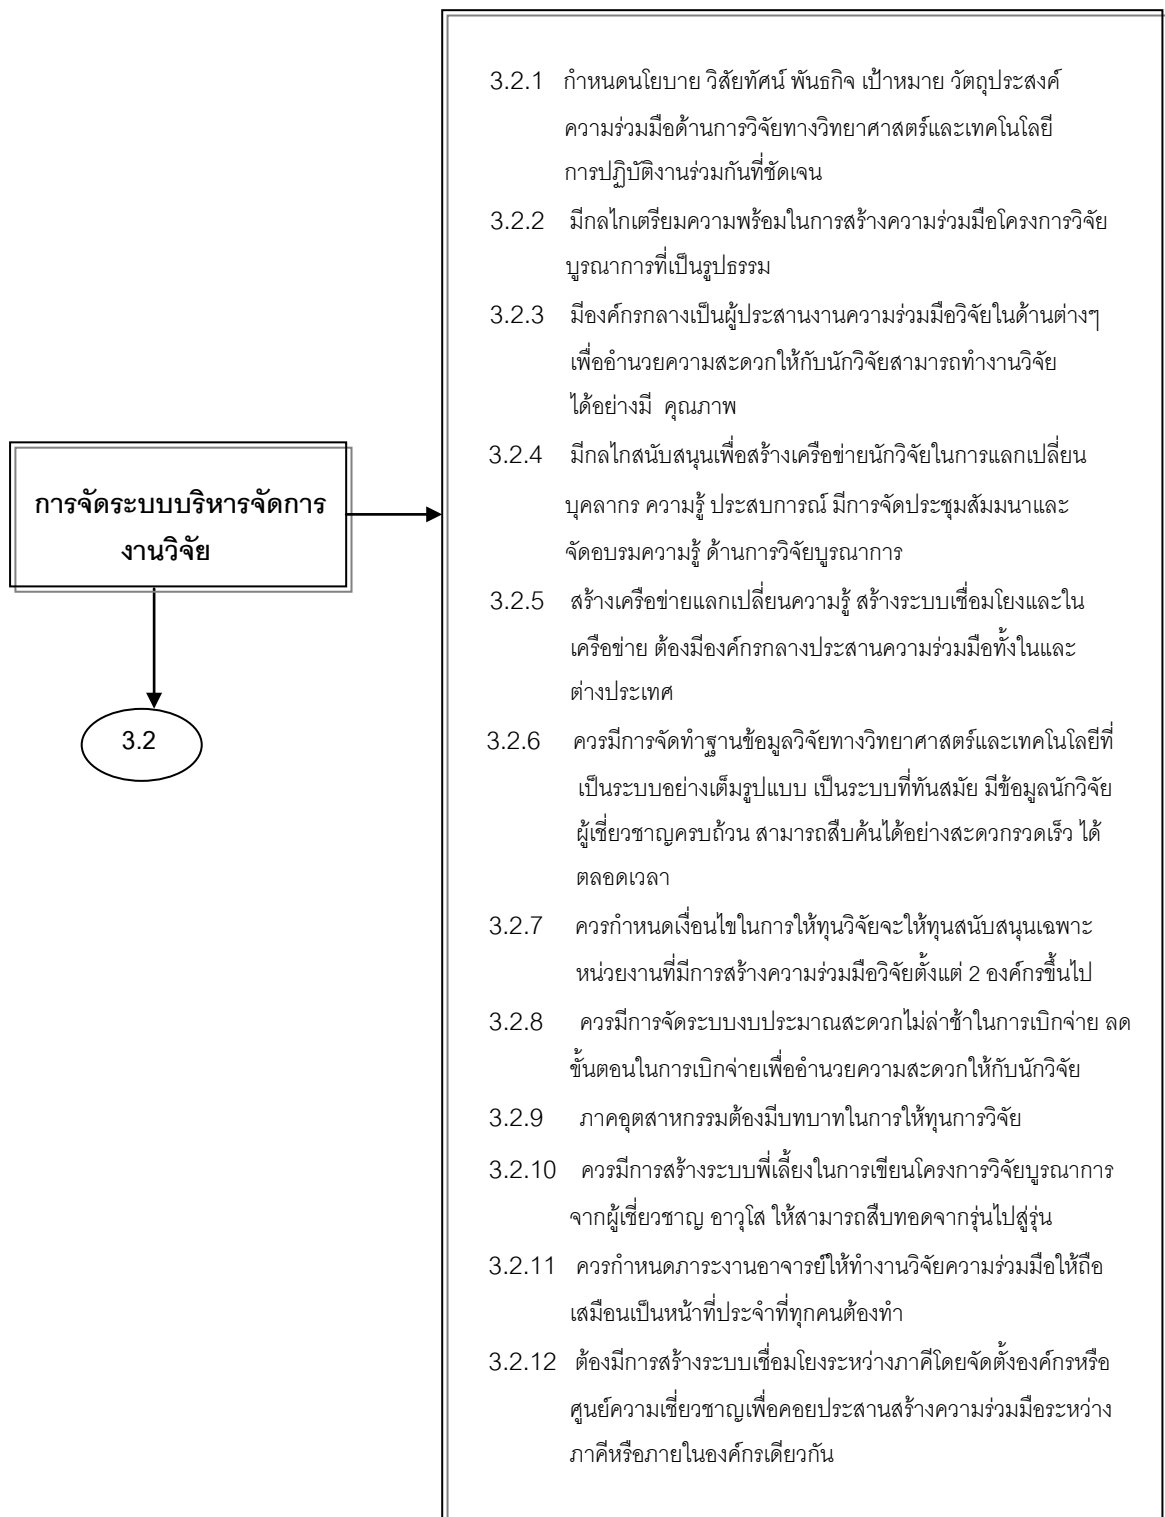 3.2.1 กำหนดนโยบาย วิสัยทัศน์ พันธกิจ เป้าหมาย วัตถุประสงค์
ความร่วมมือด้านการวิจัยทางวิทยาศาสตร์และเทคโนโลยี
การปฏิบัติงานร่วมกันที่ชัดเจน
3.2.2 มีกลไกเตรียมความพร้อมในการสร้างความร่วมมือโครงการวิจัย
บูรณาการที่เป็นรูปธรรม
3.2.3 มีองค์กรกลางเป็นผู้ประสานงานความร่วมมือวิจัยในด้านต่างๆ
เพื่ออำนวยความสะดวกให้กับนักวิจัยสามารถทำงานวิจัย
ได้อย่างมี คุณภาพ
3.2.4 มีกลไกสนับสนุนเพื่อสร้างเครือข่ายนักวิจัยในการแลกเปลี่ยน
บุคลากร ความรู้ ประสบการณ์ มีการจัดประชุมสัมมนาและ
จัดอบรมความรู้ ด้านการวิจัยบูรณาการ
3.2.5 สร้างเครือข่ายแลกเปลี่ยนความรู้ สร้างระบบเชื่อมโยงและใน
เครือข่าย ต้องมีองค์กรกลางประสานความร่วมมือทั้งในและ
ต่างประเทศ
3.2.6 ควรมีการจัดทำฐานข้อมูลวิจัยทางวิทยาศาสตร์และเทคโนโลยีที่
เป็นระบบอย่างเต็มรูปแบบ เป็นระบบที่ทันสมัย มีข้อมูลนักวิจัย
ผู้เชี่ยวชาญครบถ้วน สามารถสืบค้นได้อย่างสะดวกรวดเร็ว ได้
ตลอดเวลา
3.2.7 ควรกำหนดเงื่อนไขในการให้ทุนวิจัยจะให้ทุนสนับสนุนเฉพาะ
หน่วยงานที่มีการสร้างความร่วมมือวิจัยตั้งแต่ 2 องค์กรขึ้นไป
3.2.8 ควรมีการจัดระบบงบประมาณสะดวกไม่ล่าช้าในการเบิกจ่าย ลด
ขั้นตอนในการเบิกจ่ายเพื่ออำนวยความสะดวกให้กับนักวิจัย
3.2.9 ภาคอุตสาหกรรมต้องมีบทบาทในการให้ทุนการวิจัย
3.2.10 ควรมีการสร้างระบบพี่เลี้ยงในการเขียนโครงการวิจัยบูรณาการ
จากผู้เชี่ยวชาญ อาวุโส ให้สามารถสืบทอดจากรุ่นไปสู่รุ่น
3.2.11 ควรกำหนดภาระงานอาจารย์ให้ทำงานวิจัยความร่วมมือให้ถือ
เสมือนเป็นหน้าที่ประจำที่ทุกคนต้องทำ
3.2.12 ต้องมีการสร้างระบบเชื่อมโยงระหว่างภาคีโดยจัดตั้งองค์กรหรือ
ศูนย์ความเชี่ยวชาญเพื่อคอยประสานสร้างความร่วมมือระหว่าง
ภาคีหรือภายในองค์กรเดียวกัน
การจัดระบบบริหารจัดการ
งานวิจัย
3.2